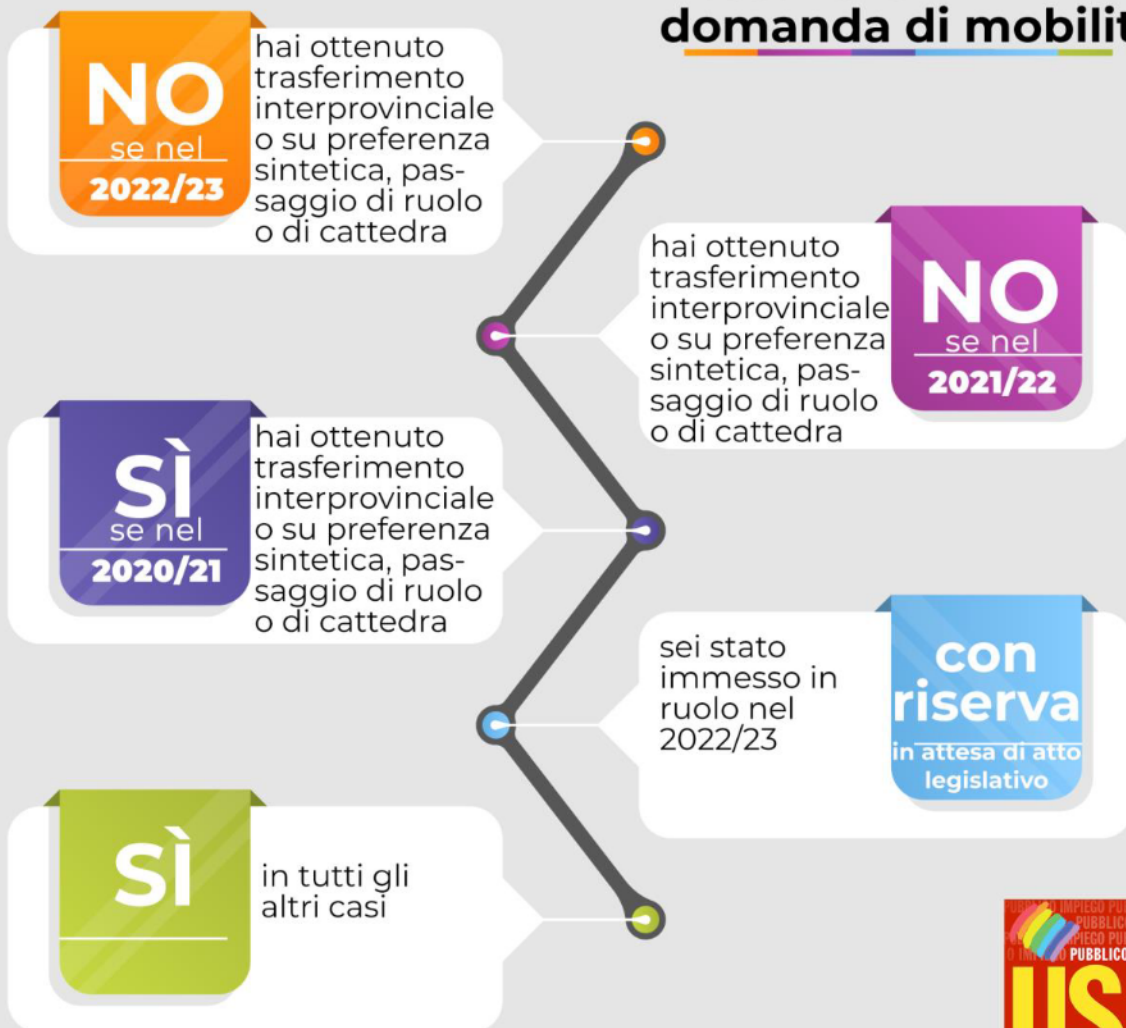 domanda di mobilit
NO
se nel
2022/23
hai ottenuto
trasferimento
interprovinciale
o su preferenza
sintetica, pas-
saggio di ruolo
o di cattedra
hai ottenuto
trasferimento
interprovinciale
o su preferenza
sintetica, pas-
saggio di ruolo
o di cattedra
NO
se nel
2021/22
SÌ
se nel
2020/21
hai ottenuto
trasferimento
interprovinciale
o su preferenza
sintetica, pas-
saggio di ruolo
o di cattedra
sei stato
immesso in
ruolo nel
2022/23
con
riserva
in attesa di atto
legislativo
SÌ
in tutti gli
altri casi
PUBBLICO
US